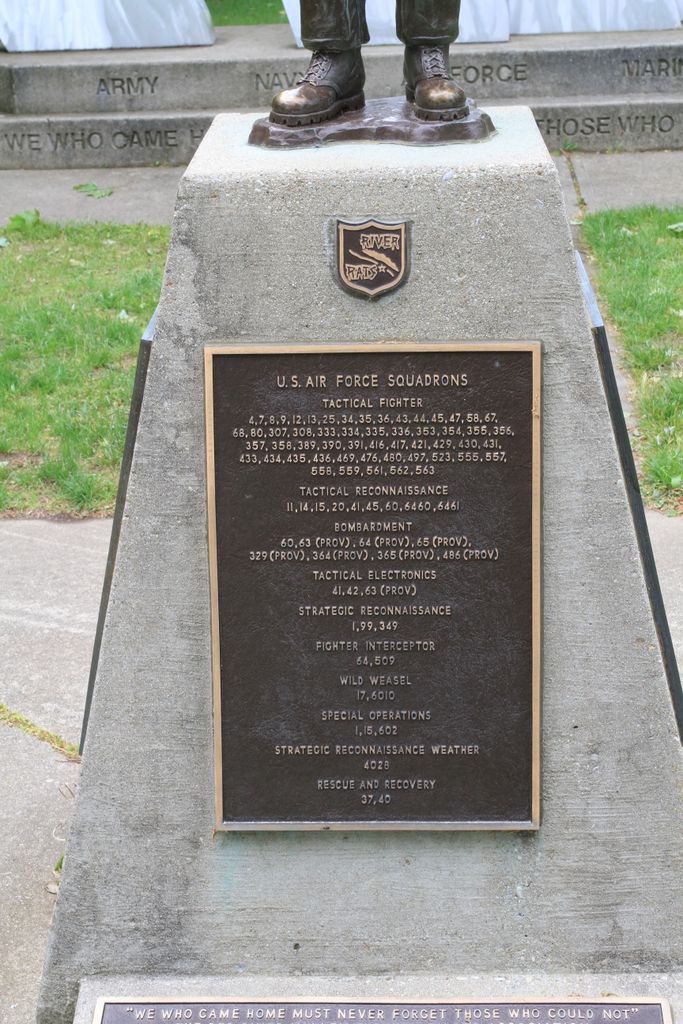 ARMY NAVY FORCE MARIN
WE WHO CAME H THOSE WHO
RIVER
RATS
U.S. AIR FORCE SQUADRONS
TACTICAL FIGHTER
4,7,8,9,12,13,25,34,35,36,43,44,45,47,58,67,
68,80,307,308,333,334,335,336,353,354,355,356,
357,358,389,390,391,416,417,421,429,430,431,
433,434,435,436,469,476,480,497,523,555,557,
558,559,561,562,563
TACTICAL RECONNAISSANCE
11,14,15,20,41,45,60,6460,6461
BOMBARDMENT
60,63 (PROV), 64 (PROV), 65 (PROV),
329 (PROV), 364 (PROV), 365 (PROV), 486 (PROV)
TACTICAL ELECTRONICS
41,42,63 (PROV)
STRATEGIC RECONNAISSANCE
1,99,349
FIGHTER INTERCEPTOR
64,509
WILD WEASEL
17,6010
SPECIAL OPERATIONS
1,15,602
STRATEGIC RECONNAISSANCE WEATHER
4028
RESCUE AND RECOVERY
37,40
"WE WHO CAME HOME MUST NEVER FORGET THOSE WHO COULD NOT"